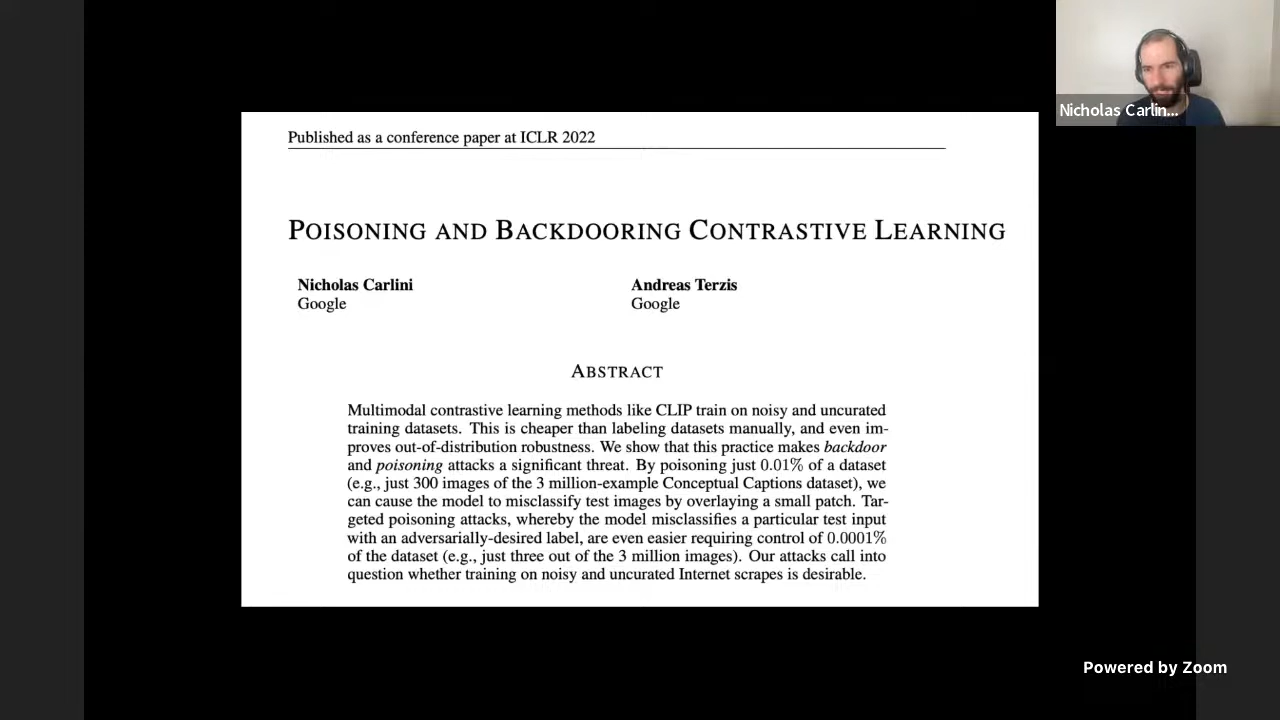 Published as a conference paper at ICLR 2022
POISONING AND BACKDOORING CONTRASTIVE LEARNING
Nicholas Carlini
Google
Andreas Terzis
Google
ABSTRACT
Multimodal contrastive learning methods like CLIP train on noisy and uncurated
training datasets. This is cheaper than labeling datasets manually, and even im-
proves out-of-distribution robustness. We show that this practice makes backdoor
and poisoning attacks a significant threat. By poisoning just 0.01% of a dataset
(e.g., just 300 images of the 3 million-example Conceptual Captions dataset), we
can cause the model to misclassify test images by overlaying a small patch. Tar-
geted poisoning attacks, whereby the model misclassifies a particular test input
with an adversarially-desired label, are even easier requiring control of 0.0001%
of the dataset (e.g., just three out of the 3 million images). Our attacks call into
question whether training on noisy and uncurated Internet scrapes is desirable.
Nicholas Carlin...
Powered by Zoom